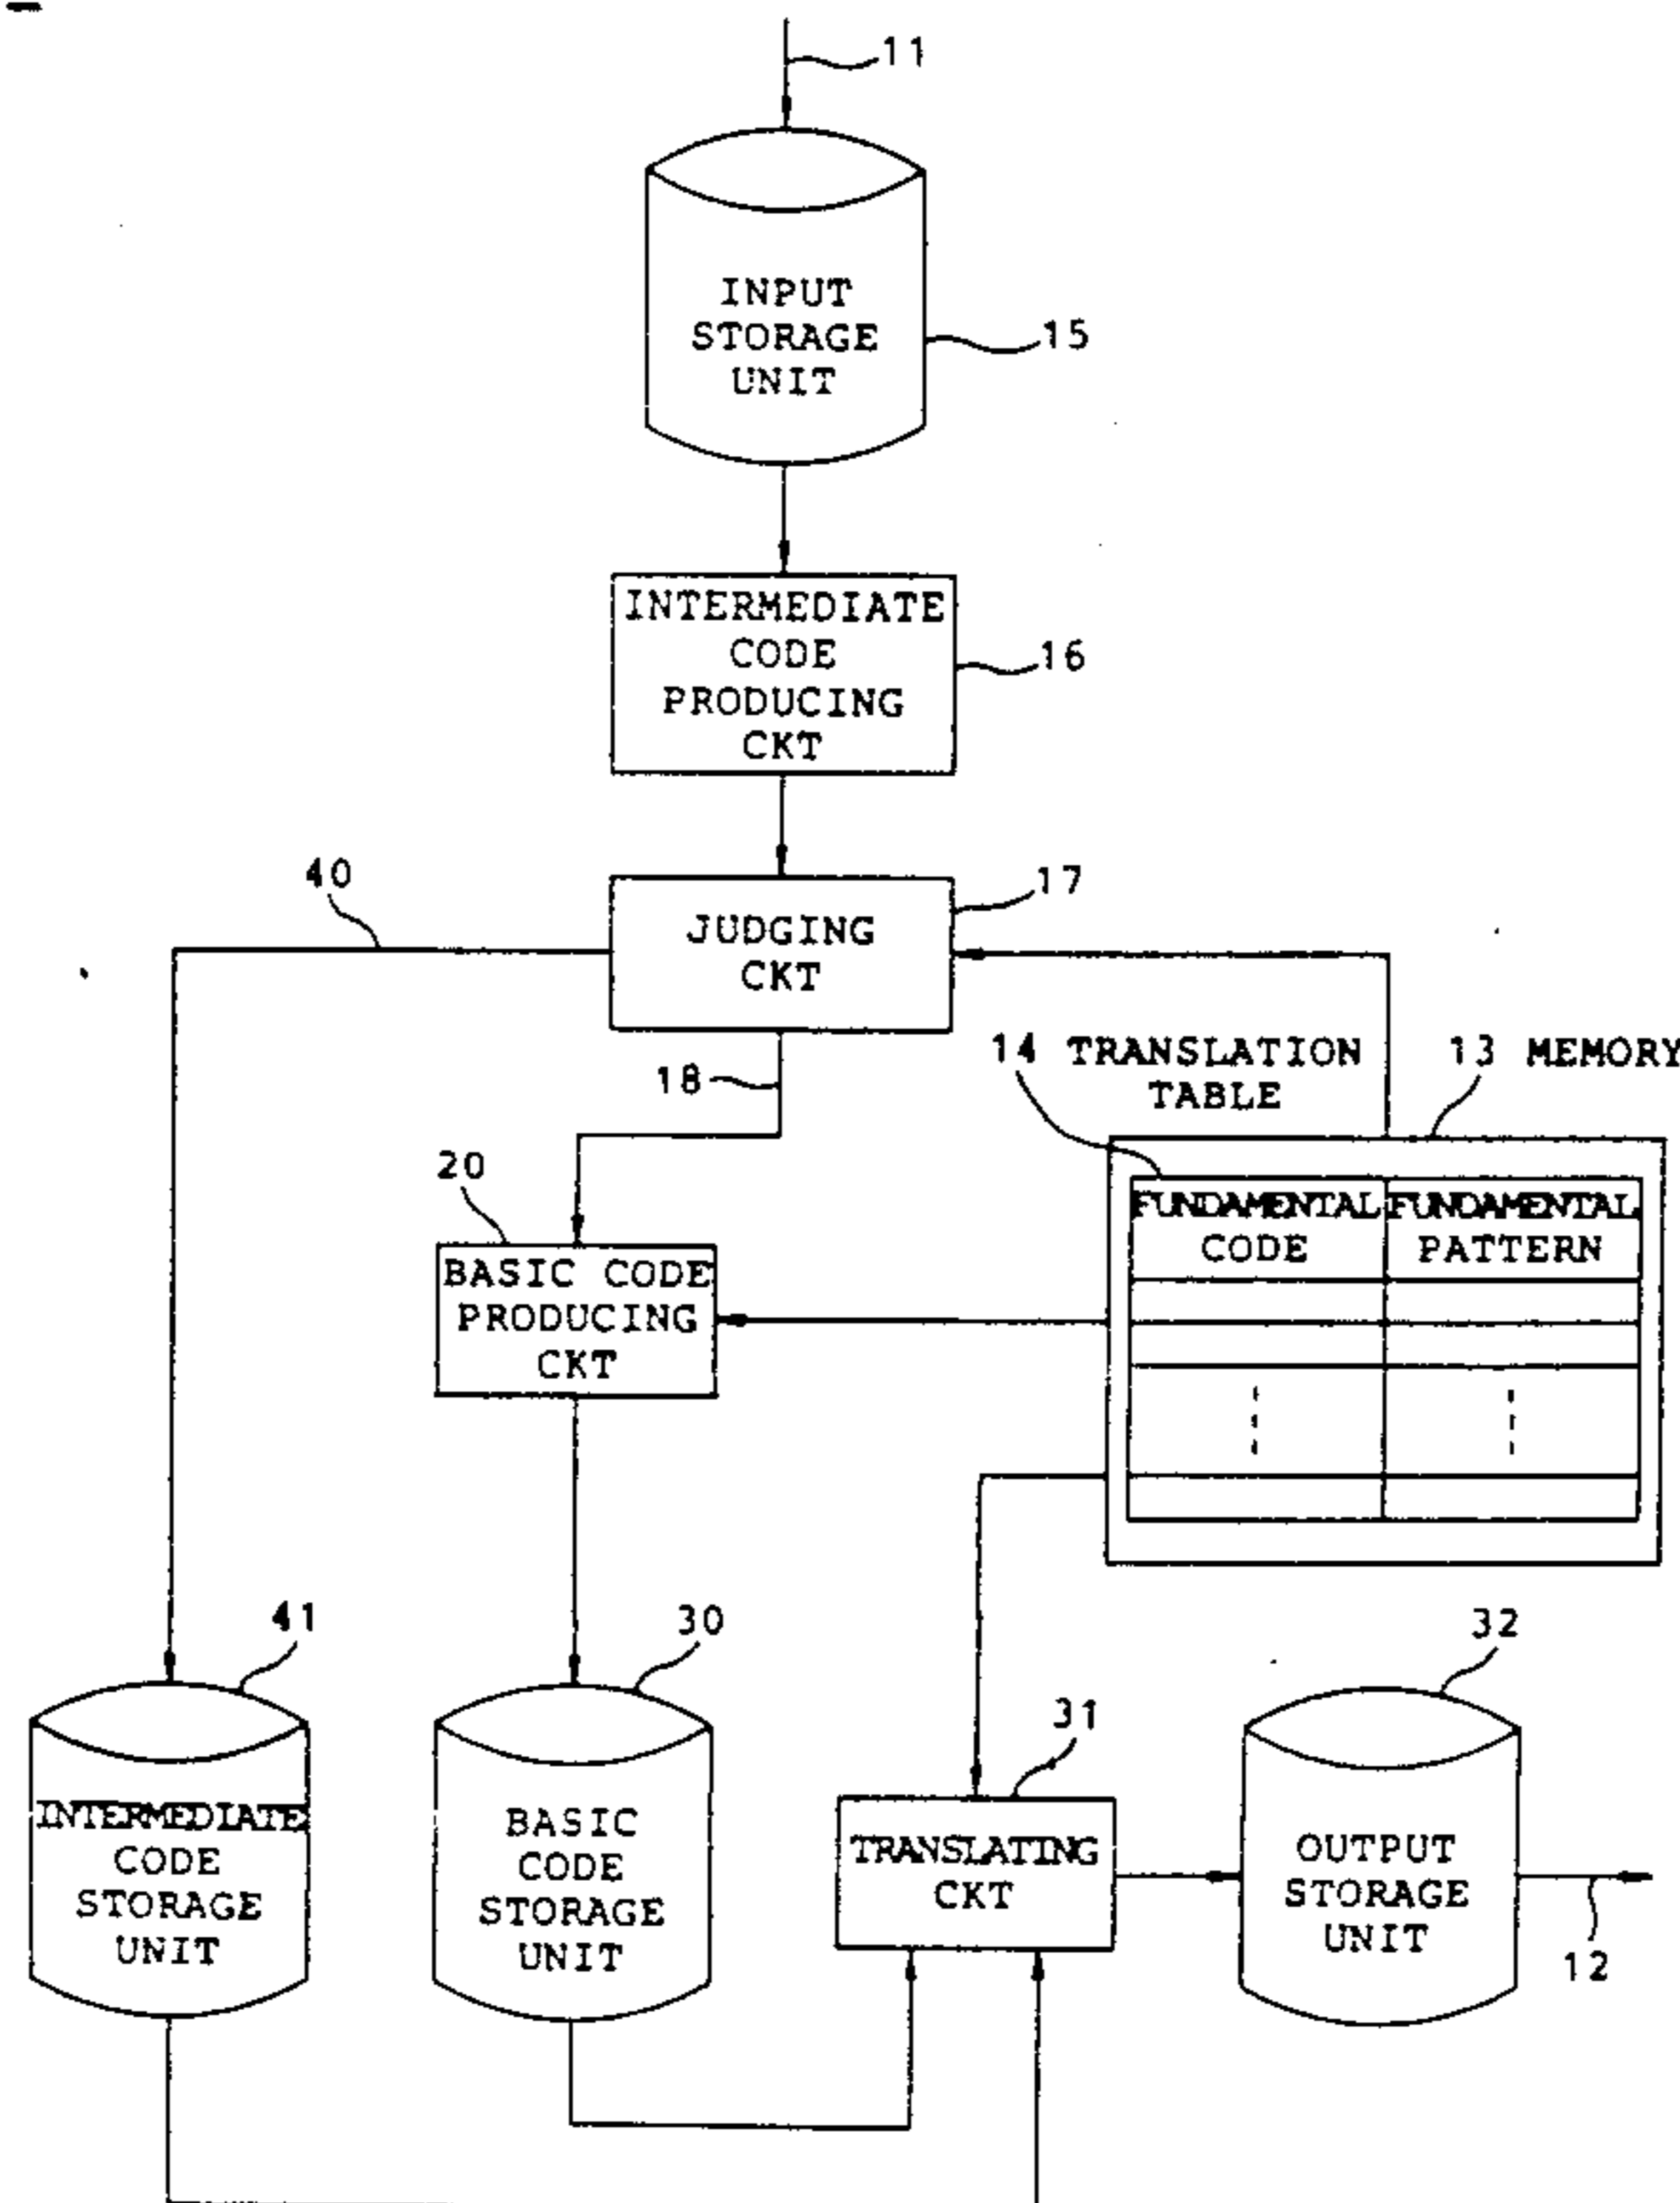 11
INPUT
STORAGE
UNIT
15
INTERMEDIATE
CODE
PRODUCING
CKT
16
40
17
JUDGING
CKT
18
14 TRANSLATION
TABLE
13 MEMORY
20
FUNDAMENTAL
CODE
FUNDAMENTAL
PATTERN
BASIC CODE
PRODUCING
CKT
41
30
32
31
INTERMEDIATE
CODE
STORAGE
UNIT
BASIC
CODE
STORAGE
UNIT
TRANSLATING
CKT
OUTPUT
STORAGE
UNIT
12